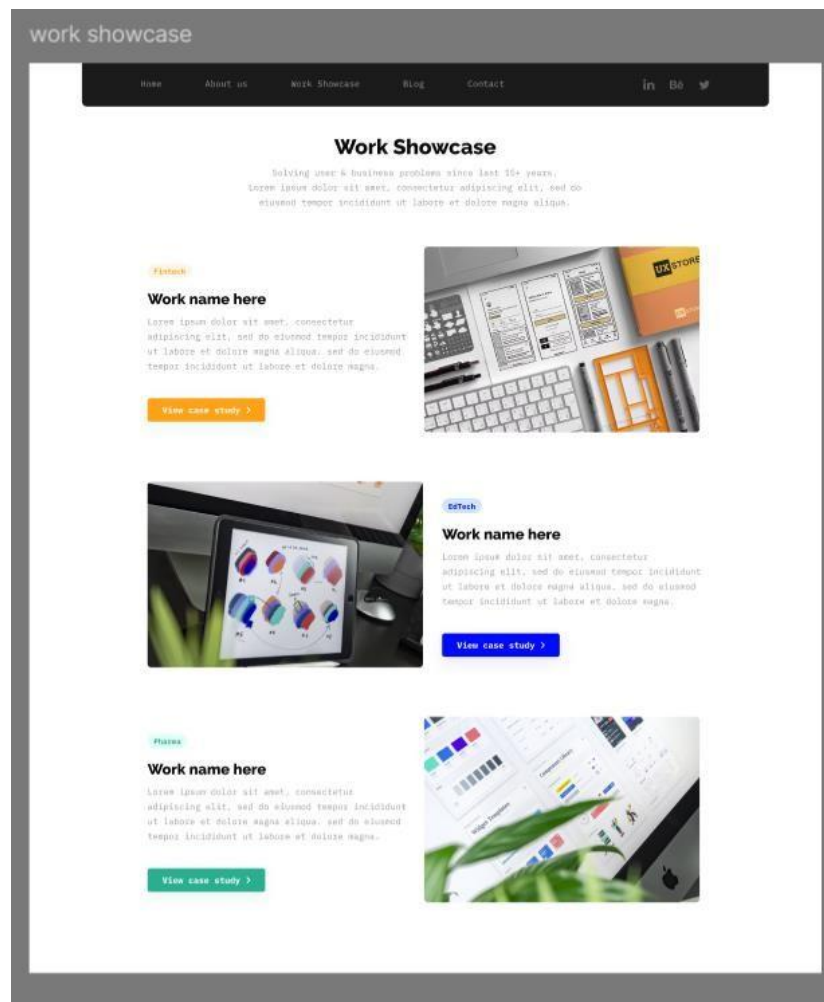 work showcase
Home About us Work Showcase BLog Contact in Bē
Work Showcase
Solving user & business problems since last 15+ years.
Lorem ipsum dolor sit amet, consectetur adipiscing elit, sed do
eiusmod tempor incididunt ut labore et dolore magna aliqua.
Fintech
Work name here
Lorem ipsum dolor sit amet, consectetur
adipiscing elit, sed do eiusmod tempor incididunt
ut labore et dolore magna aliqua. sed do eiusmod
tempor incididunt ut labore et dolore magna.
View case study >
UX STORE
UX
EdTech
Work name here
Lorem ipsum dolor sit amet, consectetur
adipiscing elit, sed do eiusmod tempor incididunt
ut labore et dolore magna aliqua. sed do eiusmod
tempor incididunt ut labore et dolore magna.
View case study >
Pharma
Work name here
Lorem ipsum dolor sit amet, consectetur
adipiscing elit, sed do eiusmod tempor incididunt
ut labore et dolore magna aliqua. sed do eiusmod
tempor incididunt ut labore et dolore magna.
View case study >
Component Library
Widget Templates